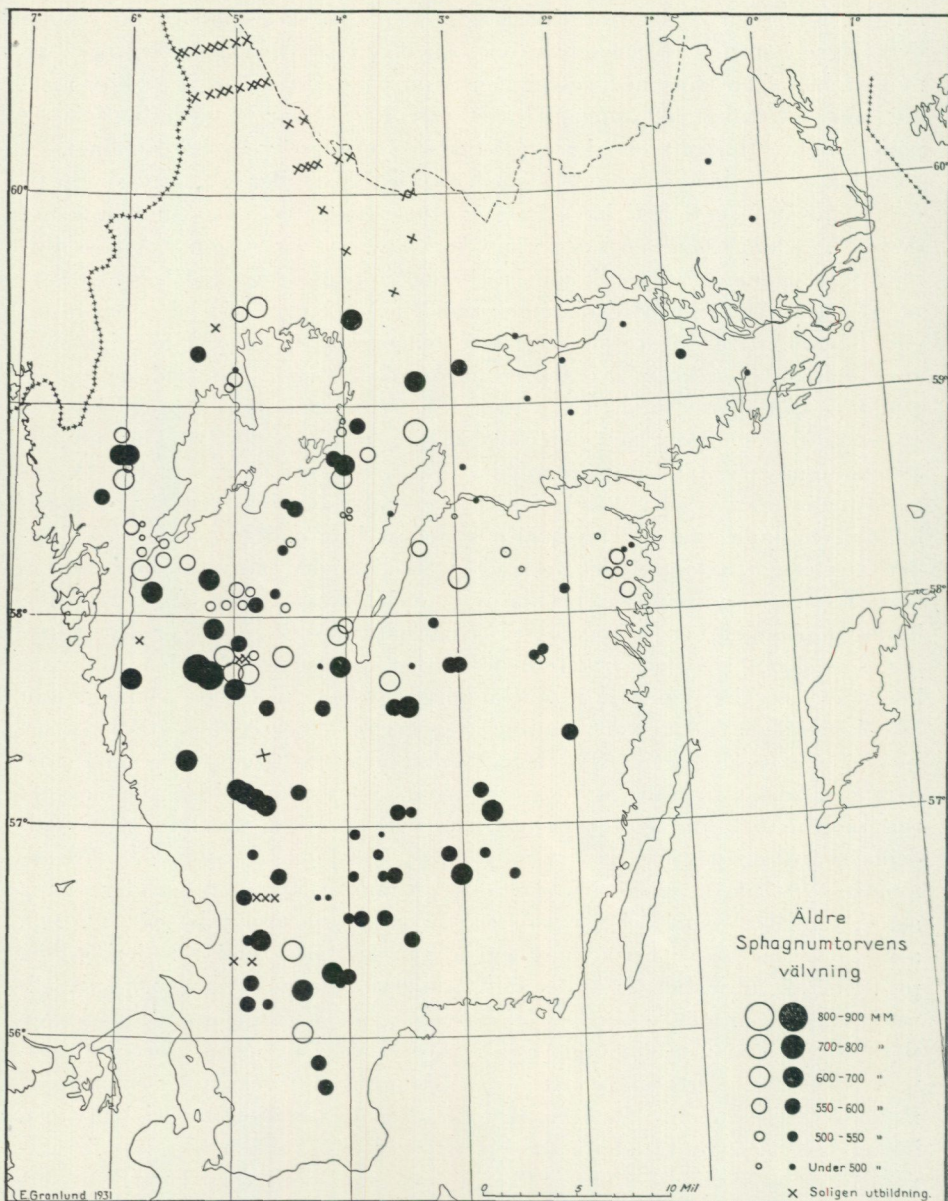 7° 6° 5° 4° 3° 2° 1° 0° 1°
60° 60°
59° 59°
58° 58°
57° 57°
56°
Äldre
Sphagnumtorvens
välvning
800-900 MM
700-800 "
600-700 "
550-600 "
500-550 "
Under 500 "
× Soligen utbildning.
0 5 10 Mil
E.Granlund 1931